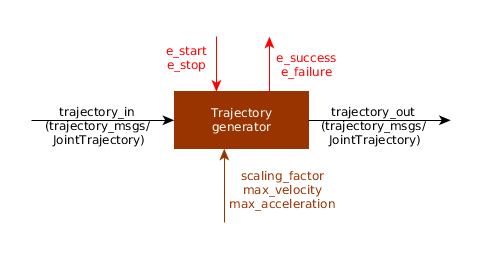 e_start
e_stop
e_success
e_failure
trajectory_in
(trajectory_msgs/
JointTrajectory)
Trajectory
generator
trajectory_out
(trajectory_msgs/
JointTrajectory)
scaling_factor
max_velocity
max_acceleration